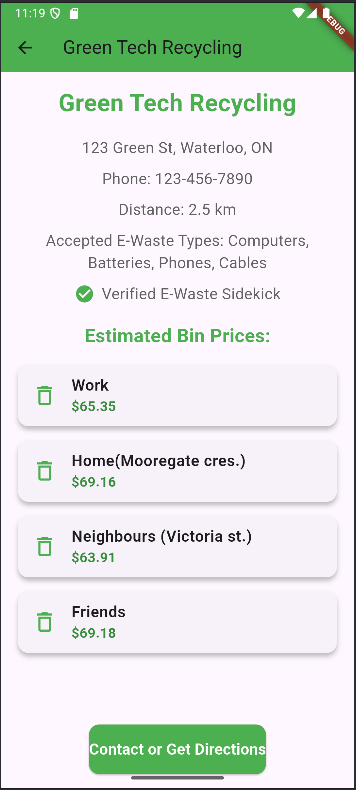 11:19
DEBUG
Green Tech Recycling
Green Tech Recycling
123 Green St, Waterloo, ON
Phone: 123-456-7890
Distance: 2.5 km
Accepted E-Waste Types: Computers,
Batteries, Phones, Cables
Verified E-Waste Sidekick
Estimated Bin Prices:
Work
$65.35
Home(Mooregate cres.)
$69.16
Neighbours (Victoria st.)
$63.91
Friends
$69.18
Contact or Get Directions